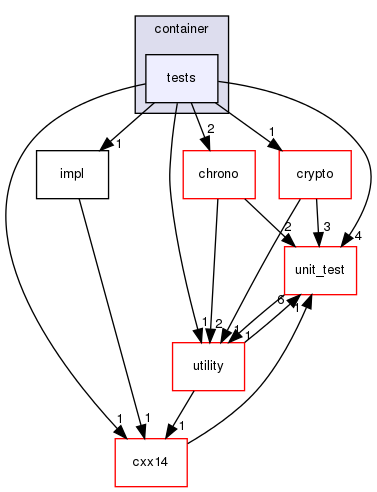 container
tests
1
2
1
impl
chrono
crypto
2
3
4
unit_test
6
1
1
2
1
1
utility
1
1
1
cxx14